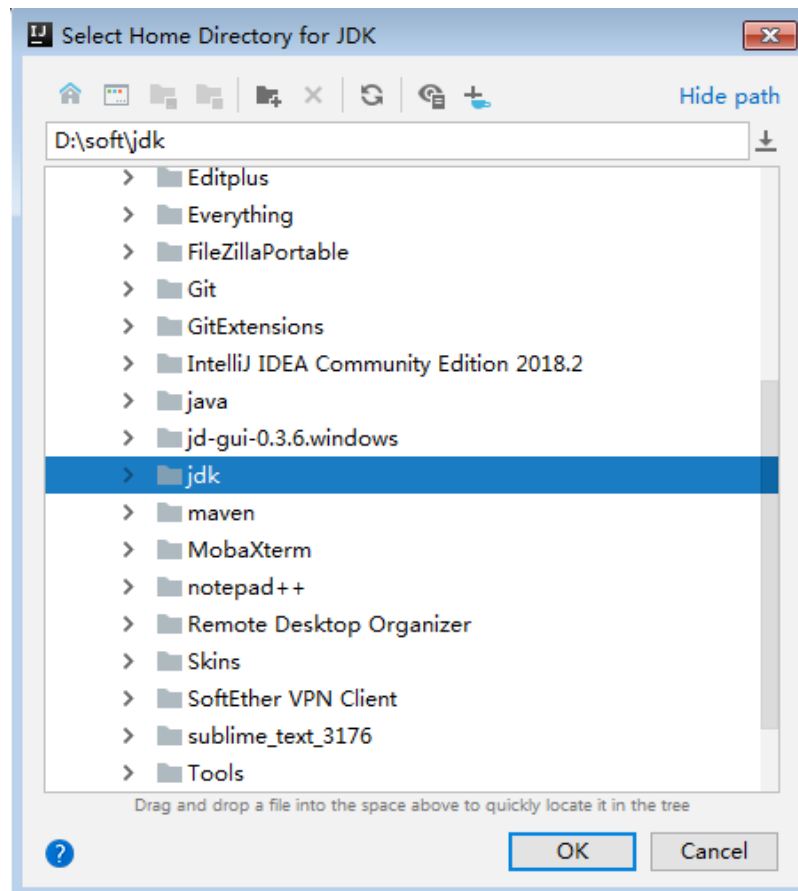 IJ Select Home Directory for JDK
Hide path
D:\soft\jdk
Editplus
Everything
FileZillaPortable
Git
GitExtensions
IntelliJ IDEA Community Edition 2018.2
java
jd-gui-0.3.6.windows
jdk
maven
MobaXterm
notepad++
Remote Desktop Organizer
Skins
SoftEther VPN Client
sublime_text_3176
Tools
Drag and drop a file into the space above to quickly locate it in the tree
? OK Cancel